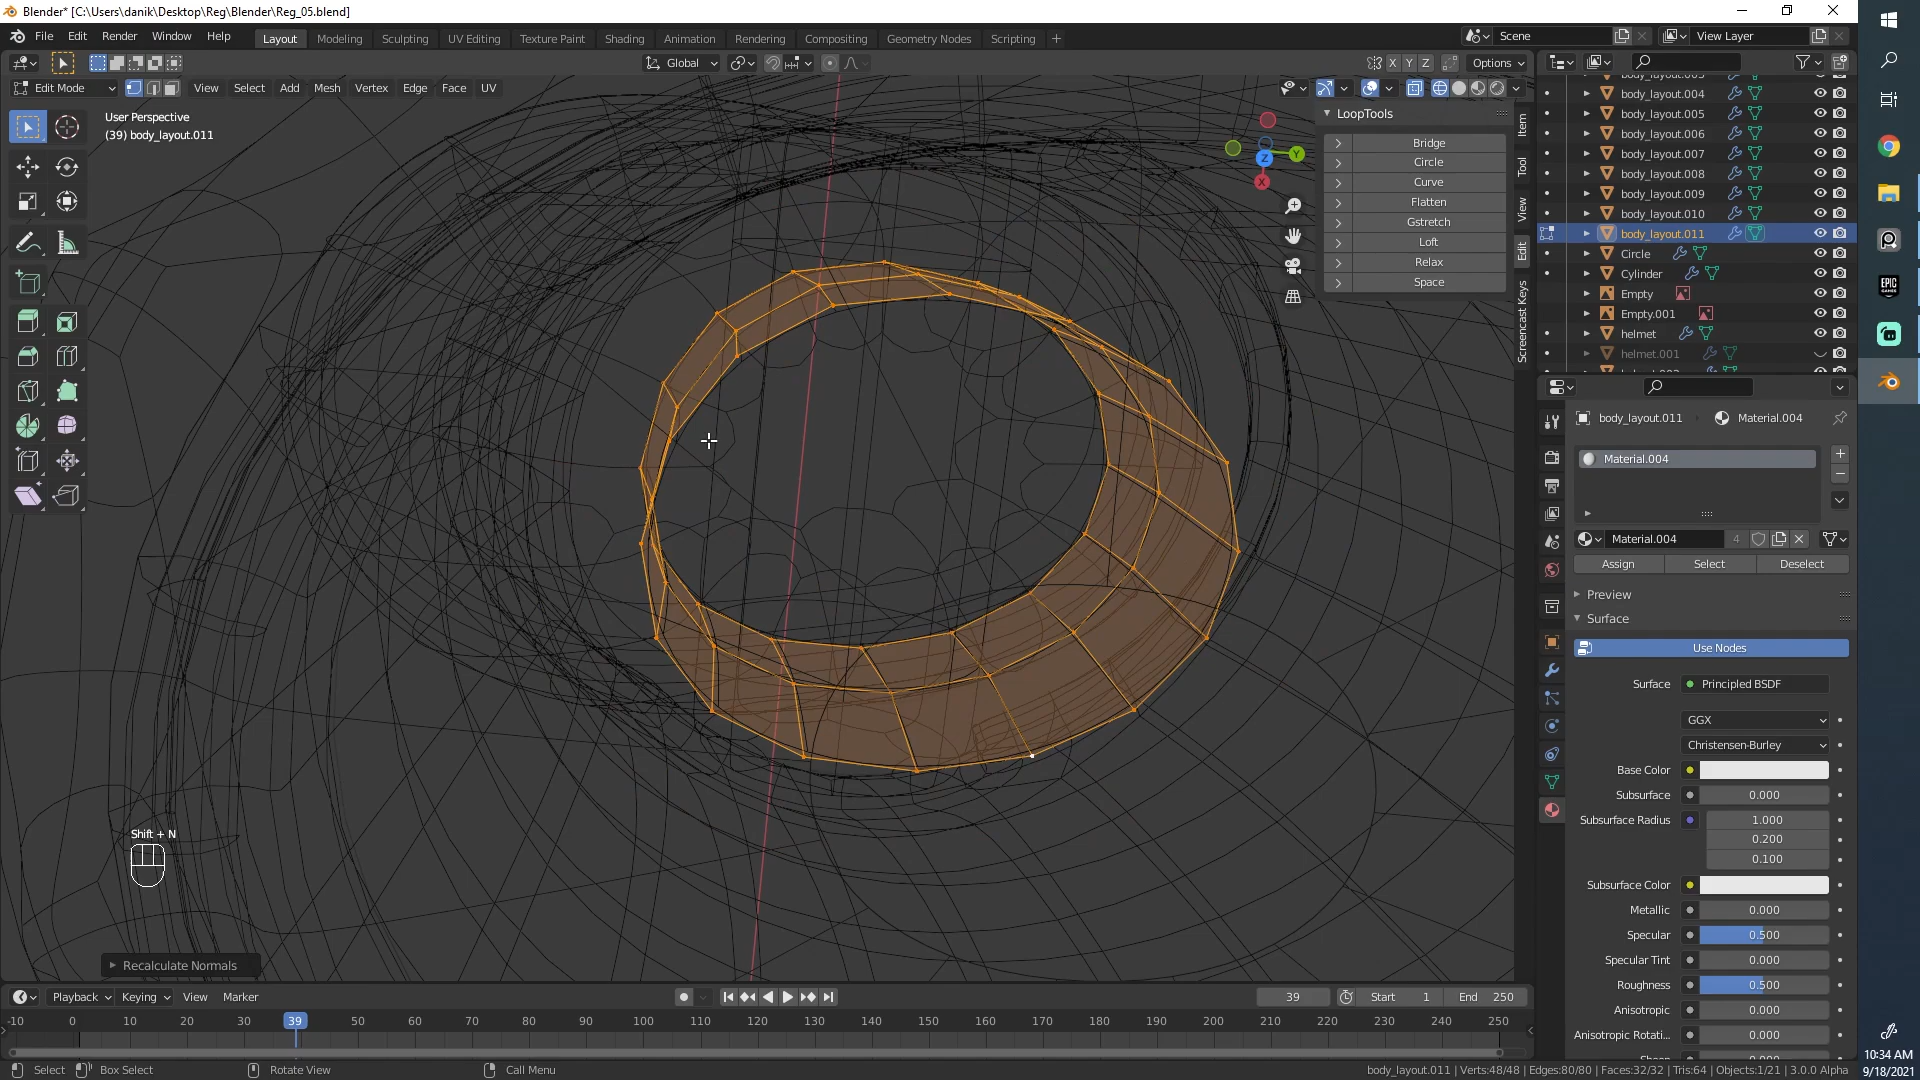 Blender* [C:\Users\danik\Desktop\Reg\Blender\Reg_05.blend]
File Edit Render Window Help Layout Modeling Sculpting UV Editing Texture Paint Shading Animation Rendering Compositing Geometry Nodes Scripting + Scene View Layer
Global X Y Z Options
Edit Mode View Select Add Mesh Vertex Edge Face UV
User Perspective
(39) body_layout.011
LoopTools
Bridge
Circle
Curve
Flatten
Gstretch
Loft
Relax
Space
Item
Tool
View
Edit
Screencast Keys
Y
Z
X
body_layout.004
body_layout.005
body_layout.006
body_layout.007
body_layout.008
body_layout.009
body_layout.010
body_layout.011
Circle
Cylinder
Empty
Empty.001
helmet
helmet.001
body_layout.011 Material.004
Material.004
Material.004 4
Assign Select Deselect
Preview
Surface
Use Nodes
Surface Principled BSDF
GGX
Christensen-Burley
Base Color
Subsurface 0.000
Subsurface Radius 1.000
0.200
0.100
Subsurface Color
Metallic 0.000
Specular 0.500
Specular Tint 0.000
Roughness 0.500
Anisotropic 0.000
Anisotropic Rotati... 0.000
Shift + N
Recalculate Normals
Playback Keying View Marker 39 Start 1 End 250
-10 0 10 20 30 39 50 60 70 80 90 100 110 120 130 140 150 160 170 180 190 200 210 220 230 240 250
Select Box Select Rotate View Call Menu body_layout.011 | Verts:48/48 | Edges:80/80 | Faces:32/32 | Tris:64 | Objects:1/21 | 3.0.0 Alpha
EPIC
GAMES
10:34 AM
9/18/2021